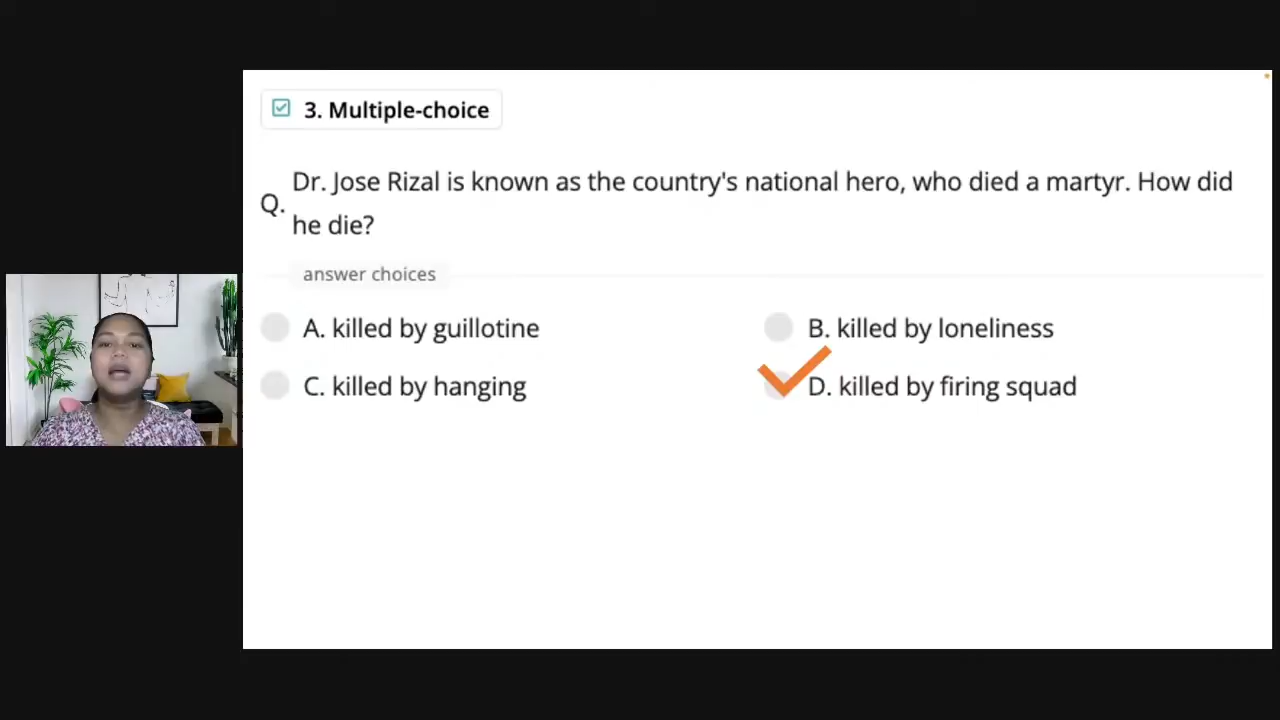 3. Multiple-choice
Q. Dr. Jose Rizal is known as the country's national hero, who died a martyr. How did
he die?
answer choices
A. killed by guillotine
B. killed by loneliness
C. killed by hanging
D. killed by firing squad